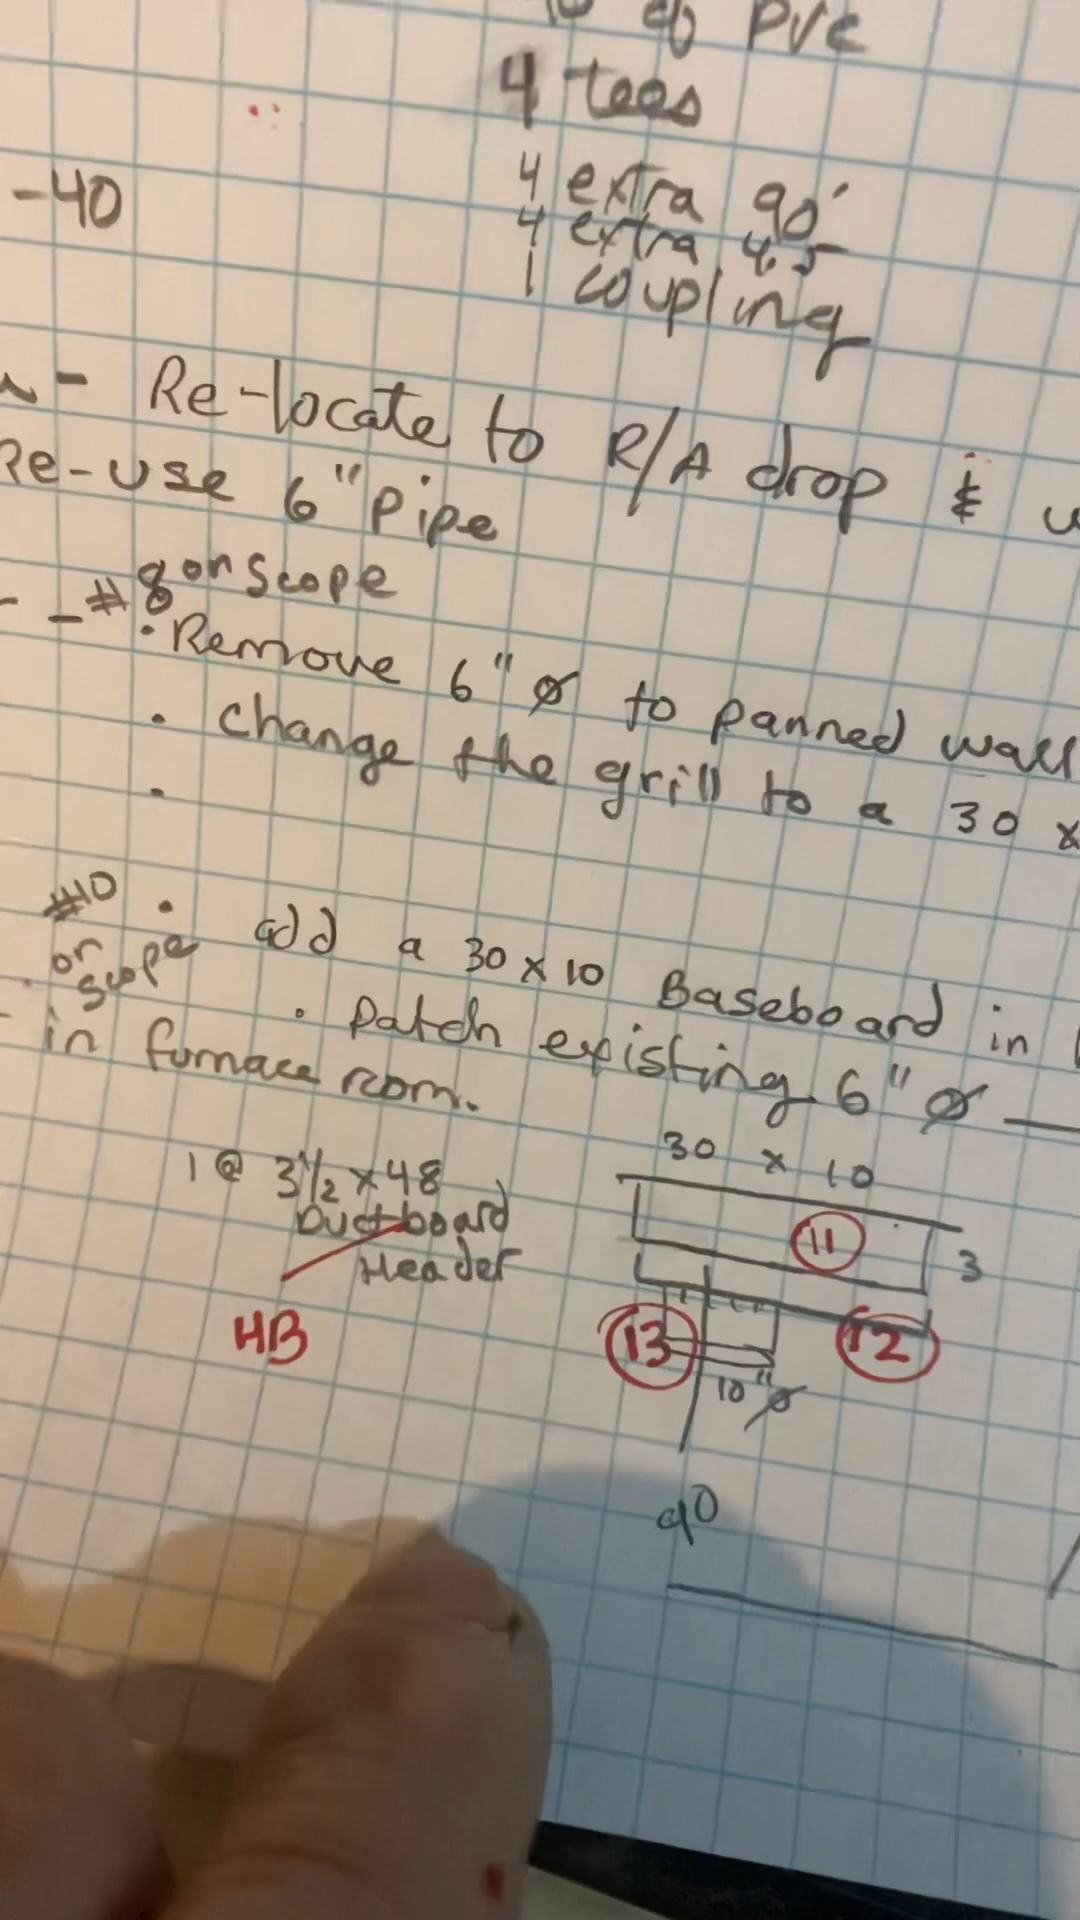 PVC
4 tees
4 extra 90'
-40
4 extra 45
1 coupling
- Re-locate to R/A drop &
Re-use 6" pipe
- - #8 on scope
• Remove 6" ø to panned wall
• change the grill to a 30 x
•
#10 on scope
• add a 30 x 10 Baseboard in
• Patch existing 6" ø —
in furnace room.
30 x 10
1 @ 3 1/2 x 48
Ductboard
Header
11
3
HB
13
12
10" ø
90